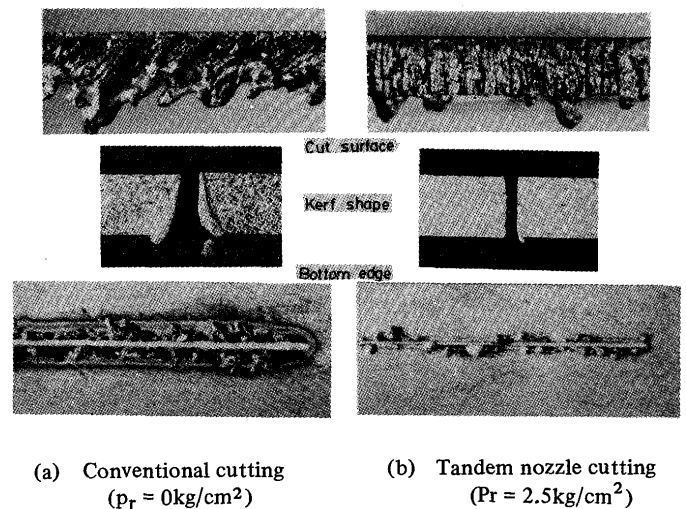 Cut surface
Kerf shape
Bottom edge
(a) Conventional cutting
(pr = 0kg/cm²)
(b) Tandem nozzle cutting
(Pr = 2.5kg/cm²)